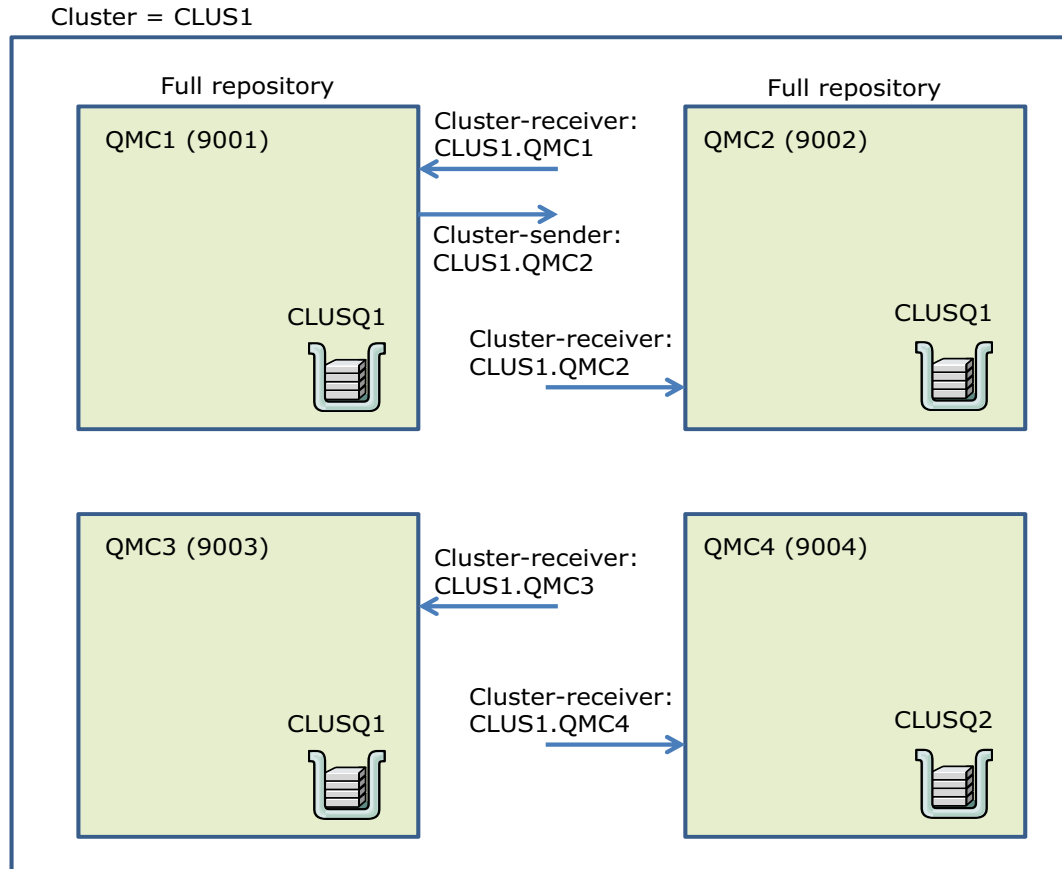 Cluster = CLUS1
Full repository
Full repository
QMC1 (9001)
Cluster-receiver:
CLUS1.QMC1
QMC2 (9002)
Cluster-sender:
CLUS1.QMC2
CLUSQ1
Cluster-receiver:
CLUS1.QMC2
CLUSQ1
QMC3 (9003)
Cluster-receiver:
CLUS1.QMC3
QMC4 (9004)
CLUSQ1
Cluster-receiver:
CLUS1.QMC4
CLUSQ2